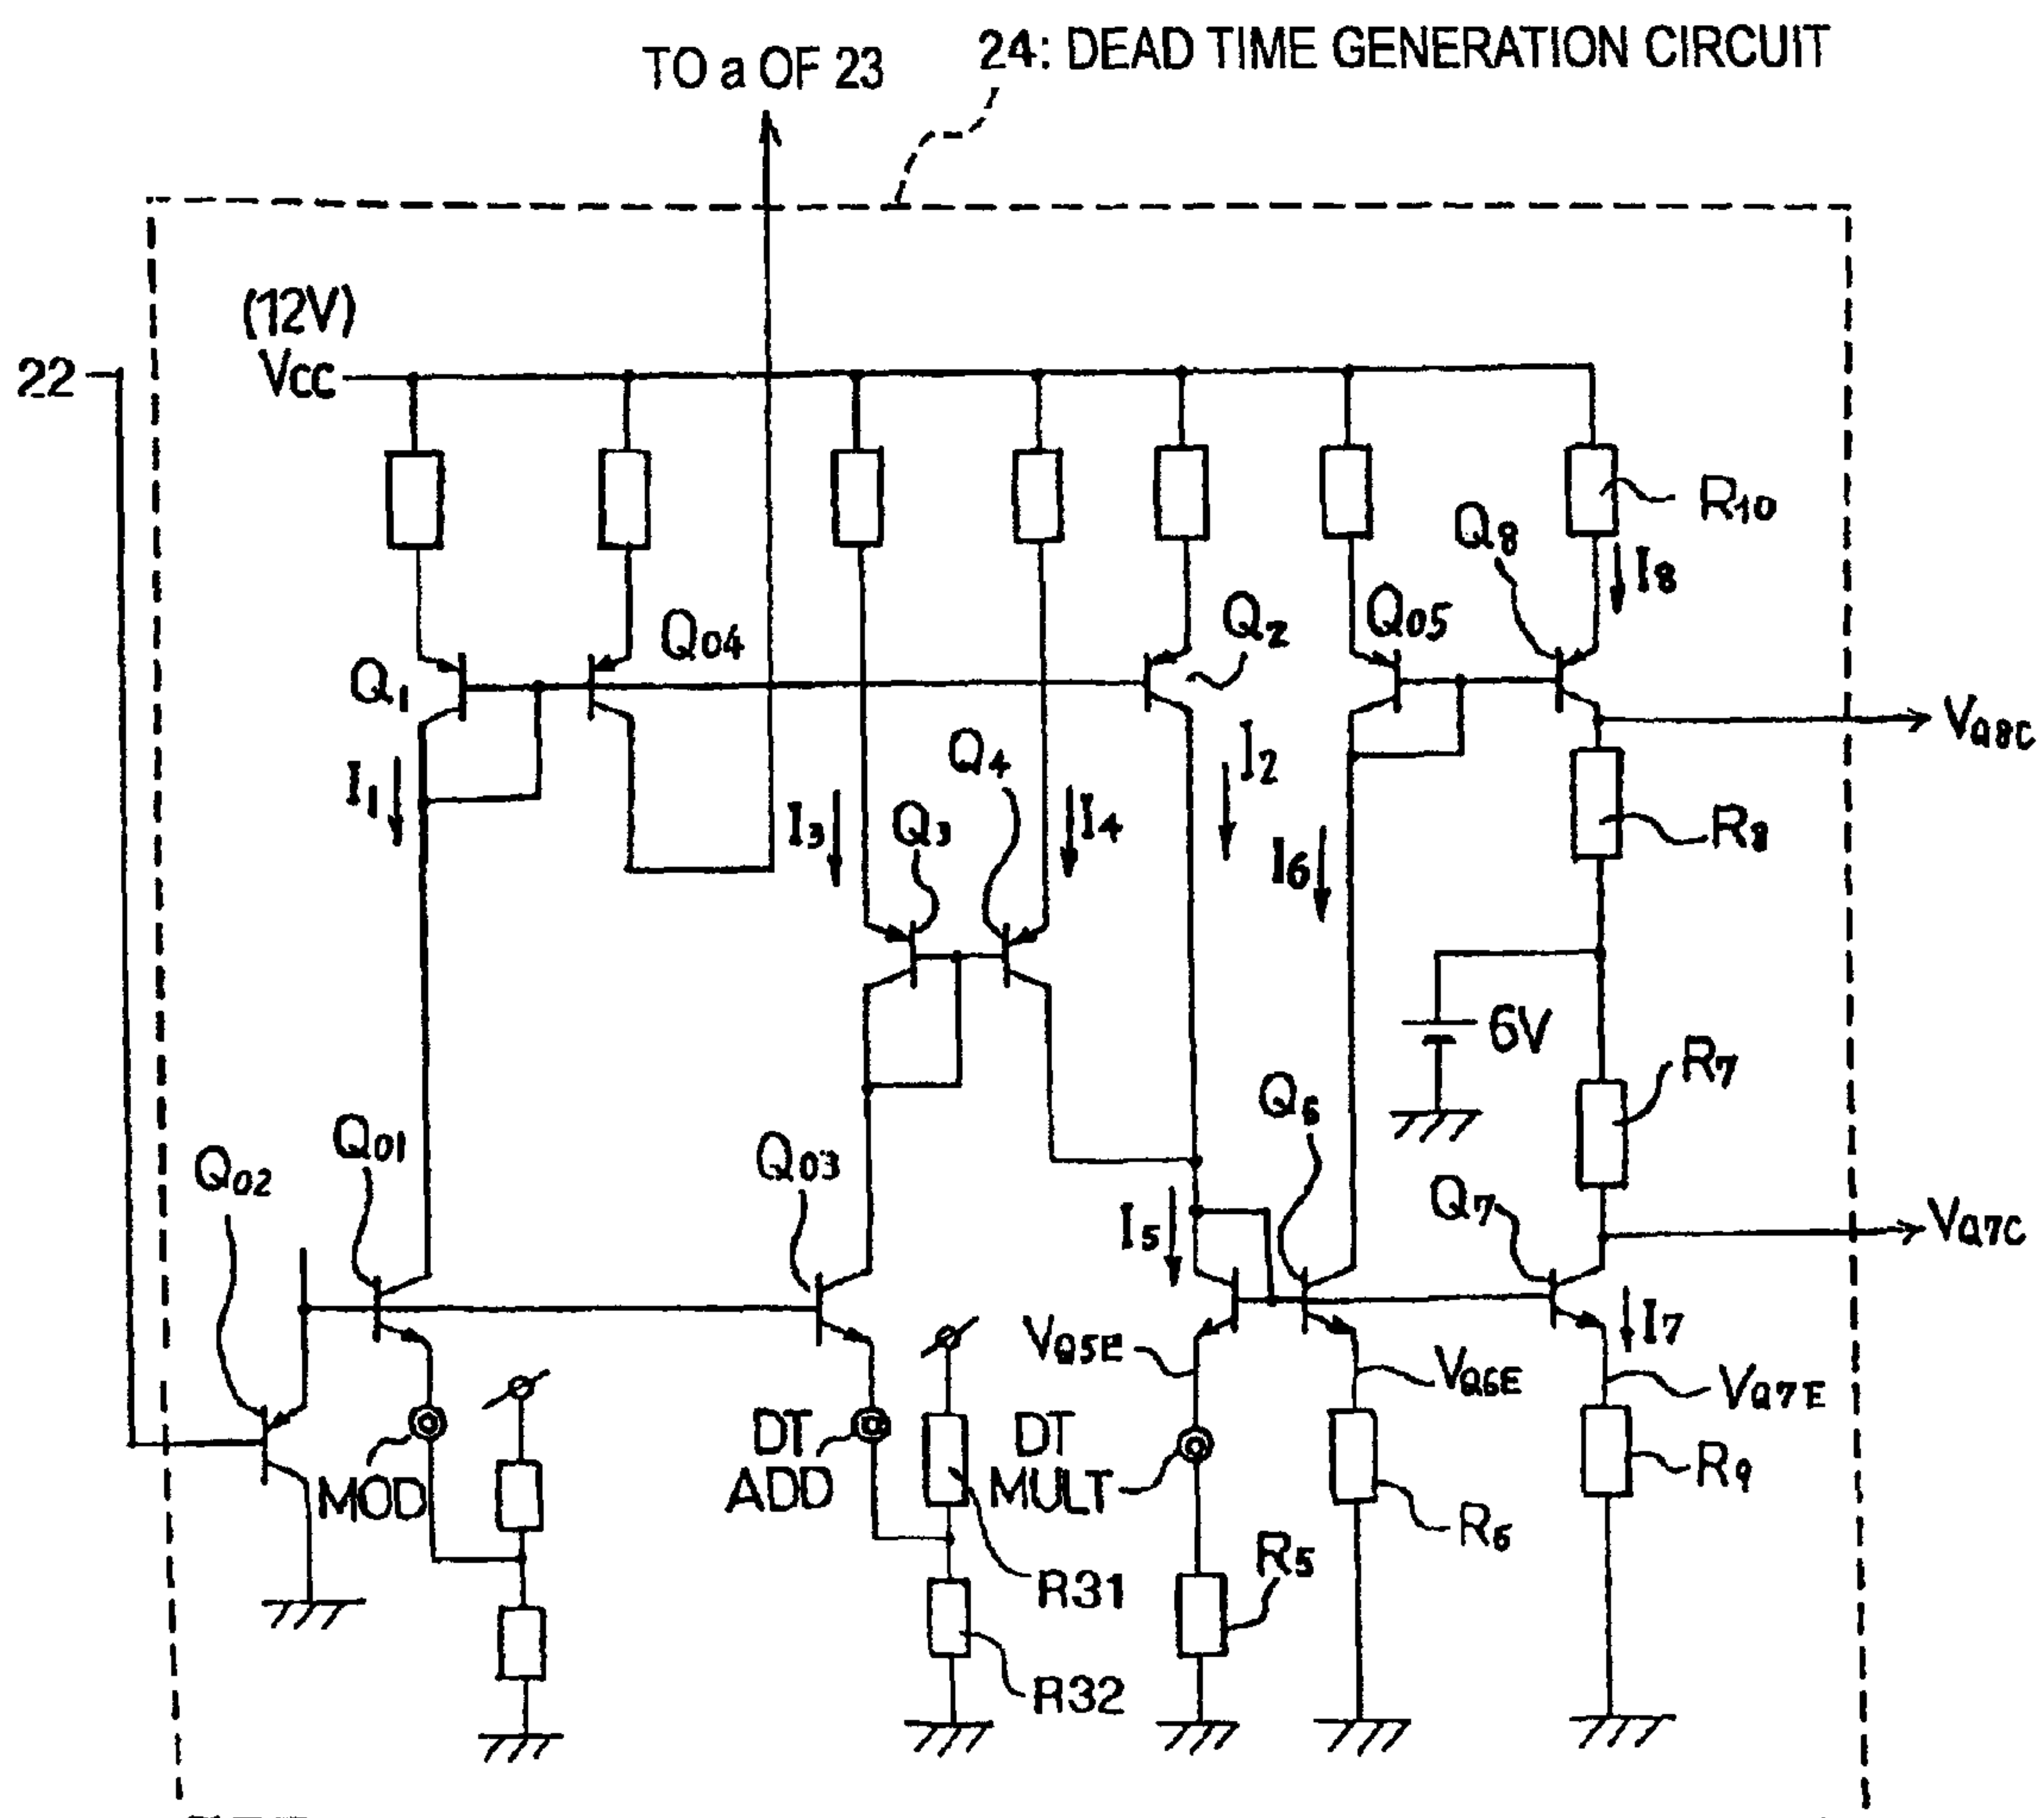 TO a OF 23
24: DEAD TIME GENERATION CIRCUIT
(12V)
22
VCC
R10
Q8
I8
Q2
Q05
Q04
Q1
VQ8C
I1
Q4
I2
I3
Q3
I4
I6
R8
6V
R7
Q6
Q01
Q03
Q02
Q7
I5
VQ7C
I7
VQ5E
VQ6E
VQ7E
MOD
DT
ADD
DT
MULT
R9
R6
R5
R31
R32